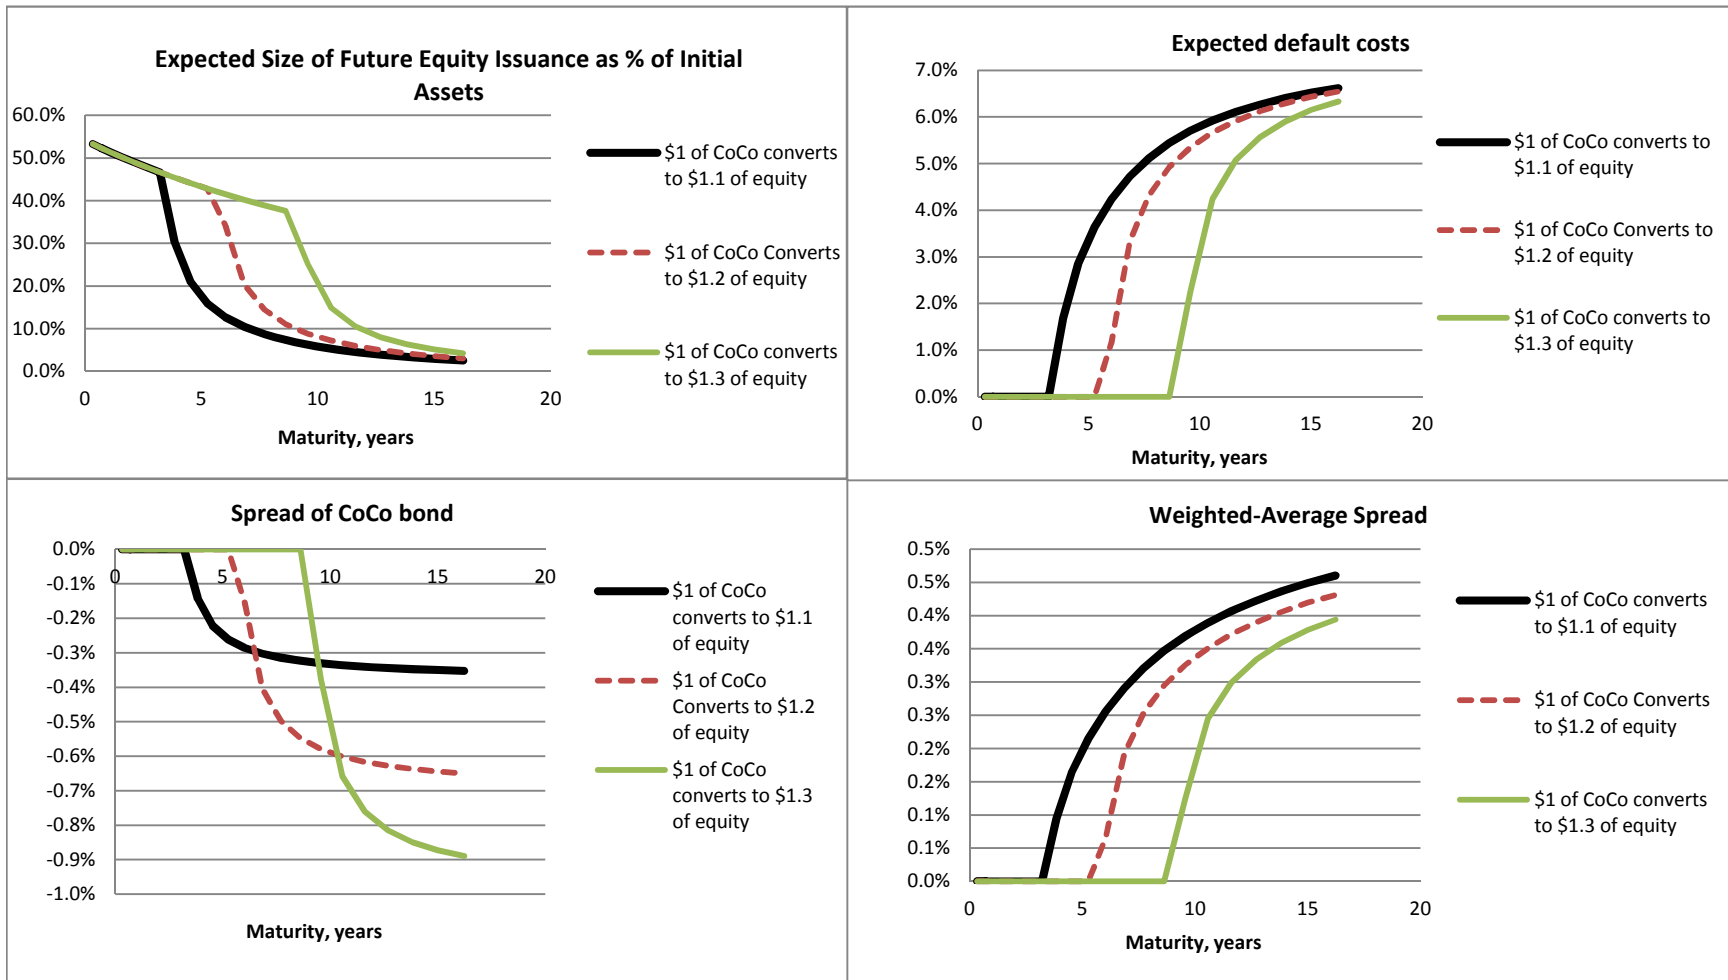 Expected Size of Future Equity Issuance as % of Initial
Assets
60.0%
50.0%
40.0%
30.0%
20.0%
10.0%
0.0%
0
5
10
15
20
Maturity, years
$1 of CoCo converts
to $1.1 of equity
$1 of CoCo Converts
to $1.2 of equity
$1 of CoCo converts
to $1.3 of equity
Expected default costs
7.0%
6.0%
5.0%
4.0%
3.0%
2.0%
1.0%
0.0%
0
5
10
15
20
Maturity, years
$1 of CoCo converts to
$1.1 of equity
$1 of CoCo Converts to
$1.2 of equity
$1 of CoCo converts to
$1.3 of equity
Spread of CoCo bond
0.0%
-0.1%
-0.2%
-0.3%
-0.4%
-0.5%
-0.6%
-0.7%
-0.8%
-0.9%
-1.0%
0
5
10
15
20
Maturity, years
$1 of CoCo
converts to $1.1
of equity
$1 of CoCo
Converts to $1.2
of equity
$1 of CoCo
converts to $1.3
of equity
Weighted-Average Spread
0.5%
0.5%
0.4%
0.4%
0.3%
0.3%
0.2%
0.2%
0.1%
0.1%
0.0%
0
5
10
15
20
Maturity, years
$1 of CoCo converts
to $1.1 of equity
$1 of CoCo Converts
to $1.2 of equity
$1 of CoCo converts
to $1.3 of equity